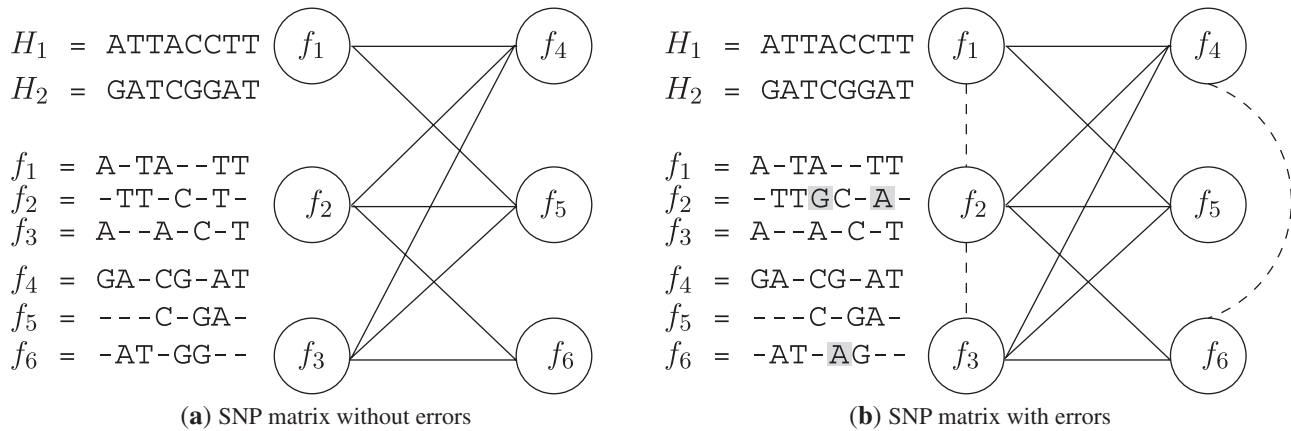 H1 = ATTACCTT
H2 = GATCGGAT
f1 = A-TA--TT
f2 = -TT-C-T-
f3 = A--A-C-T
f4 = GA-CG-AT
f5 = ---C-GA-
f6 = -AT-GG--
f1
f4
f2
f5
f3
f6
(a) SNP matrix without errors
H1 = ATTACCTT
H2 = GATCGGAT
f1 = A-TA--TT
f2 = -TTGC-A-
f3 = A--A-C-T
f4 = GA-CG-AT
f5 = ---C-GA-
f6 = -AT-AG--
f1
f4
f2
f5
f3
f6
(b) SNP matrix with errors